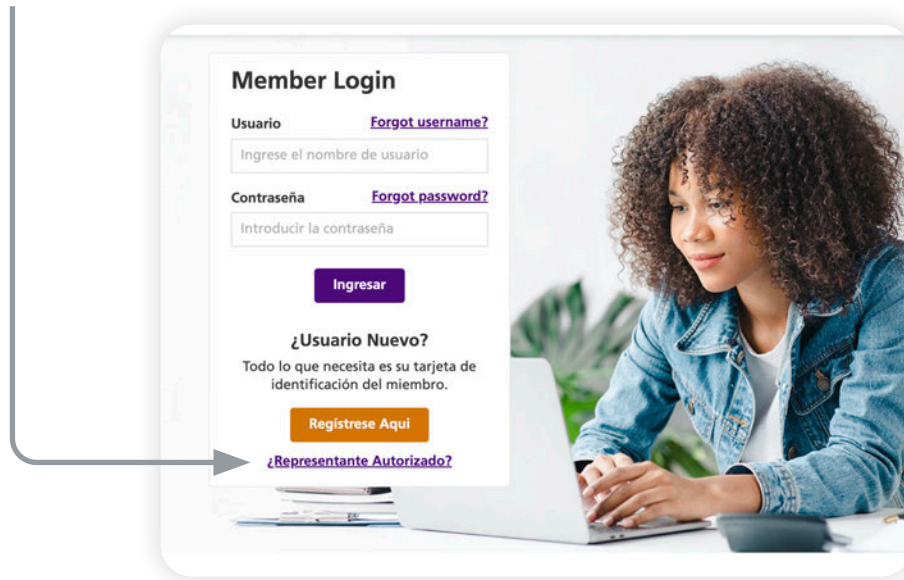 Member Login
Usuario Forgot username?
Ingrese el nombre de usuario
Contraseña Forgot password?
Introducir la contraseña
Ingresar
¿Usuario Nuevo?
Todo lo que necesita es su tarjeta de
identificación del miembro.
Regístrese Aqui
¿Representante Autorizado?